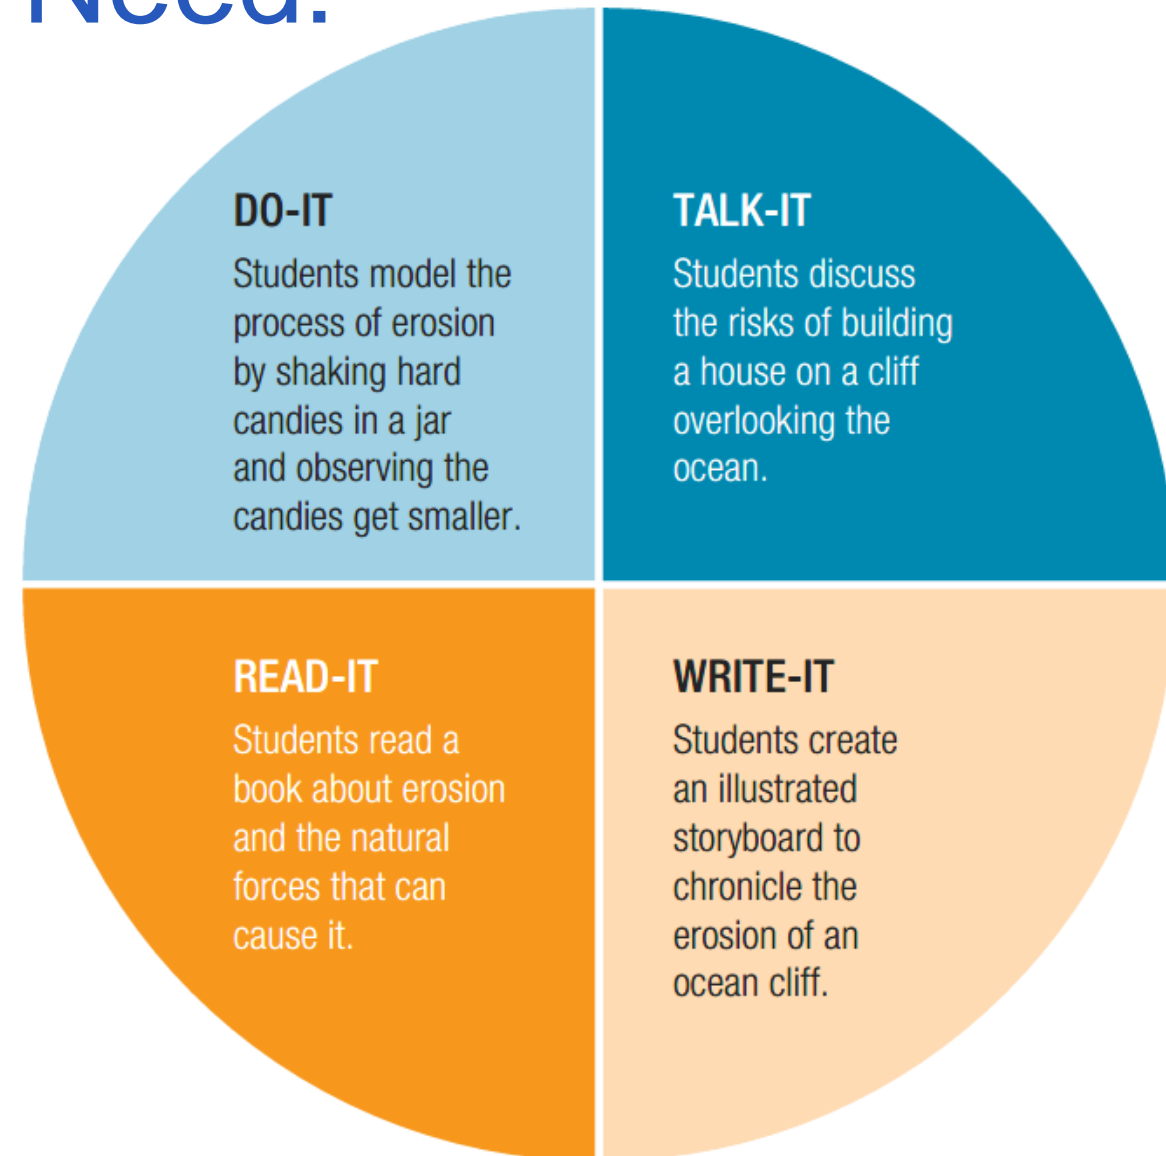 Need:
DO-IT
Students model the
process of erosion
by shaking hard
candies in a jar
and observing the
candies get smaller.
TALK-IT
Students discuss
the risks of building
a house on a cliff
overlooking the
ocean.
READ-IT
Students read a
book about erosion
and the natural
forces that can
cause it.
WRITE-IT
Students create
an illustrated
storyboard to
chronicle the
erosion of an
ocean cliff.